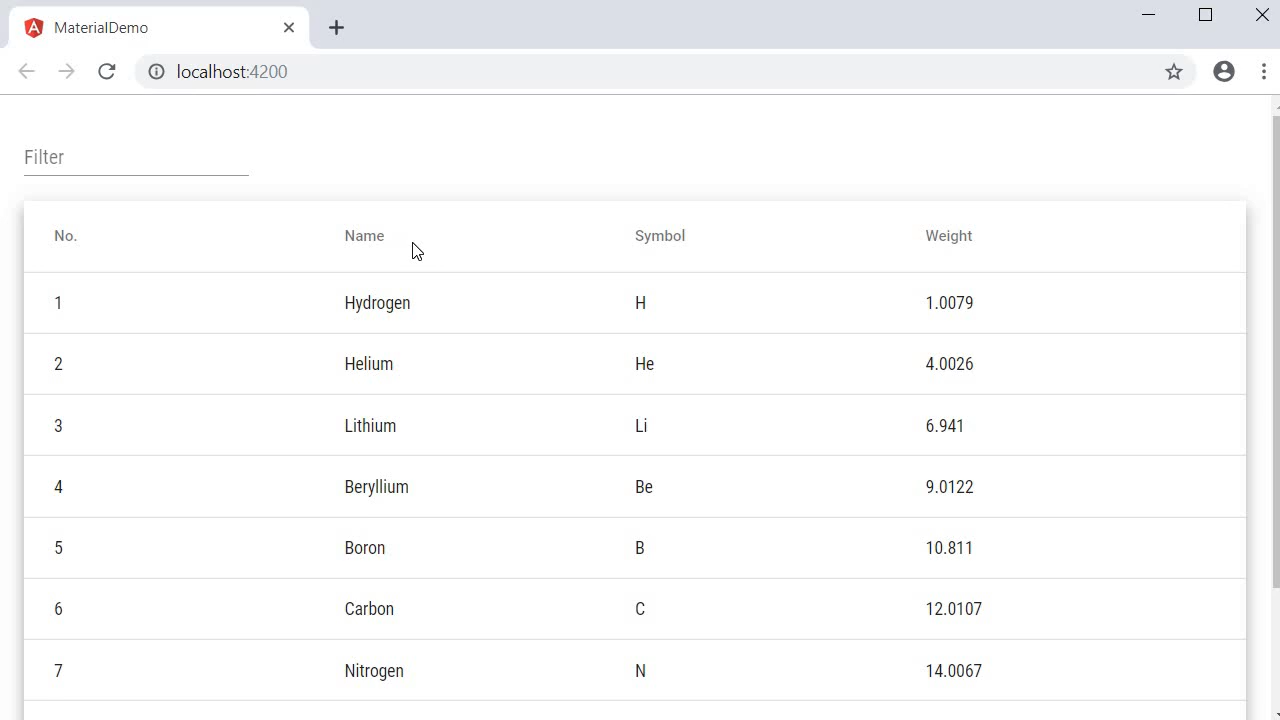 MaterialDemo
localhost:4200
Filter
No. Name Symbol Weight
1 Hydrogen H 1.0079
2 Helium He 4.0026
3 Lithium Li 6.941
4 Beryllium Be 9.0122
5 Boron B 10.811
6 Carbon C 12.0107
7 Nitrogen N 14.0067